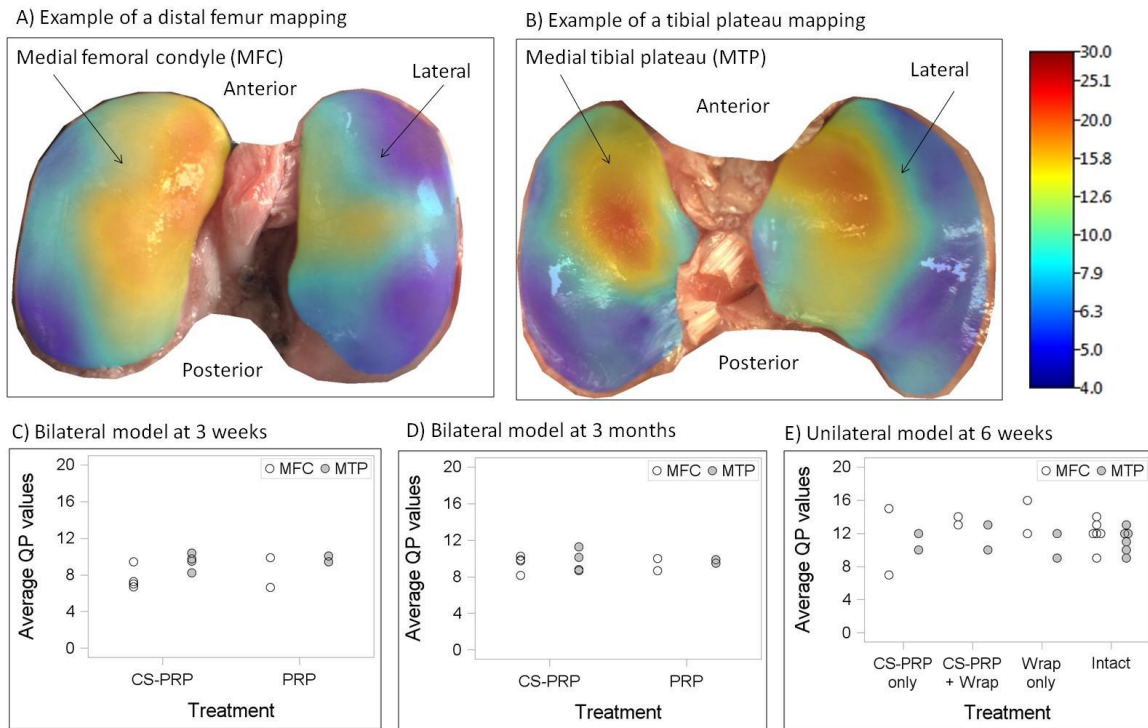 A) Example of a distal femur mapping
Medial femoral condyle (MFC)
Anterior
Lateral
Posterior
B) Example of a tibial plateau mapping
Medial tibial plateau (MTP)
Anterior
Lateral
Posterior
30.0
25.1
20.0
15.8
12.6
10.0
7.9
6.3
5.0
4.0
C) Bilateral model at 3 weeks
MFC MTP
Average QP values
20
16
12
8
4
0
CS-PRP PRP
Treatment
D) Bilateral model at 3 months
MFC MTP
Average QP values
20
16
12
8
4
0
CS-PRP PRP
Treatment
E) Unilateral model at 6 weeks
MFC MTP
Average QP values
20
16
12
8
4
0
CS-PRP CS-PRP Wrap Intact
only + Wrap only
Treatment